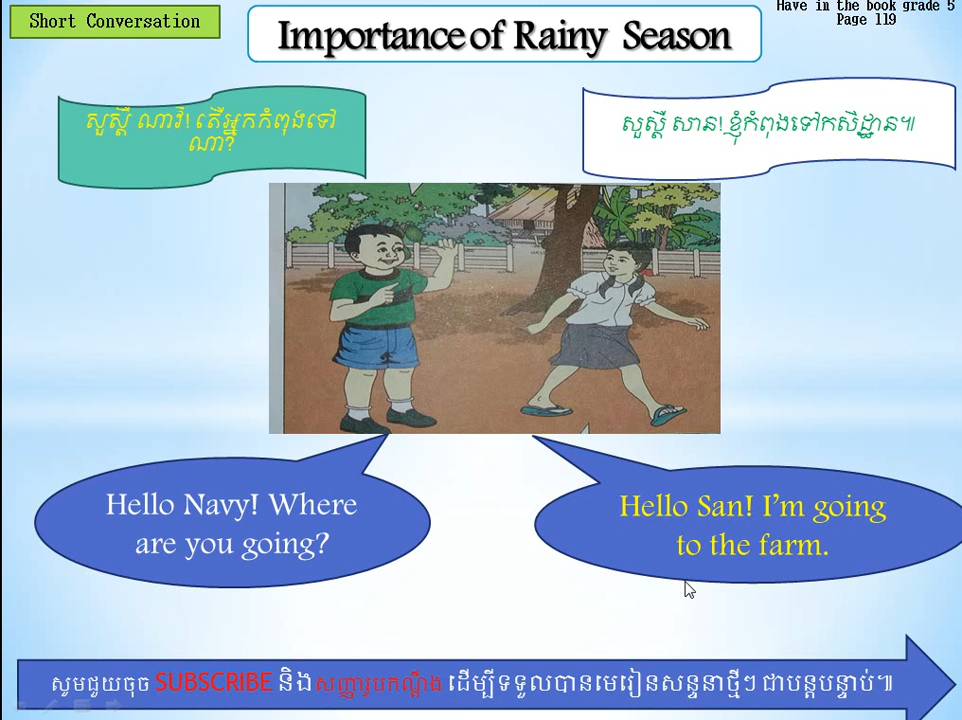 Short Conversation
Importance of Rainy Season
Have in the book grade 5
Page 119
សួស្តី ណាវី! តើអ្នកកំពុងទៅ
ណា?
សួស្តី សាន! ខ្ញុំកំពុងទៅកសិដ្ឋាន៕
Hello Navy! Where
are you going?
Hello San! I'm going
to the farm.
សូមជួយចុច SUBSCRIBE និងសញ្ញារូបកណ្ដឹង ដើម្បីទទួលបានមេរៀនសន្ទនាថ្មីៗ ជាបន្តបន្ទាប់៕